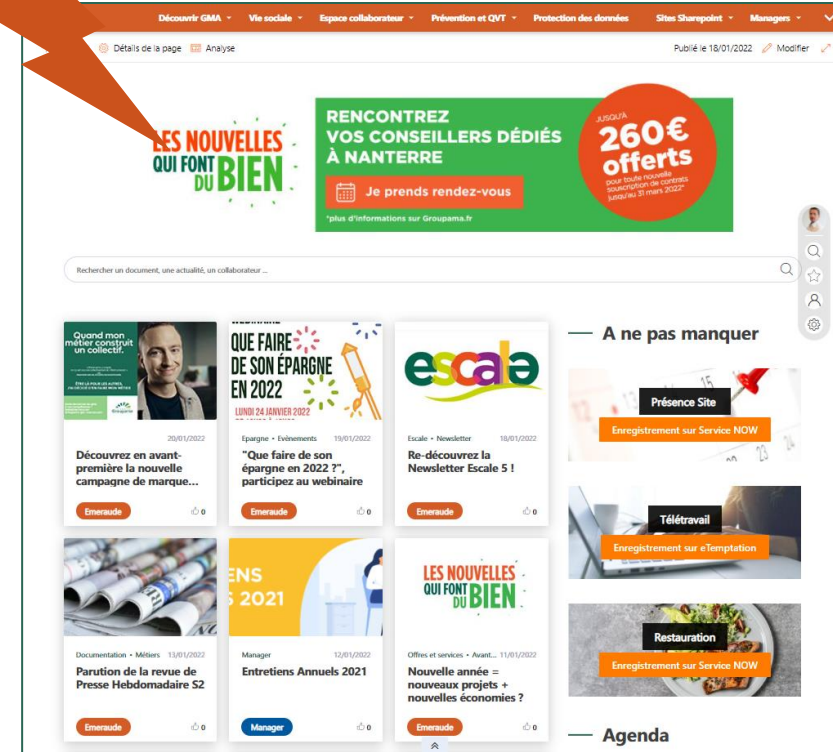 Découvrir GMA Vie sociale Espace collaborateur Prévention et QVT Protection des données Sites Sharepoint Managers
Détails de la page Analyse Publié le 18/01/2022 Modifier
LES NOUVELLES
QUI FONT
DU BIEN
RENCONTREZ
VOS CONSEILLERS DÉDIÉS
À NANTERRE
Je prends rendez-vous
*plus d'informations sur Groupama.fr
JUSQU'À
260€
offerts
pour toute nouvelle
souscription de contrats
jusqu'au 31 mars 2022*
Rechercher un document, une actualité, un collaborateur ...
Quand mon
métier construit
un collectif.
Groupama
20/01/2022
Découvrez en avant-
première la nouvelle
campagne de marque...
Emeraude 0
QUE FAIRE
DE SON ÉPARGNE
EN 2022
LUNDI 24 JANVIER 2022
Epargne • Evènements 19/01/2022
"Que faire de son
épargne en 2022 ?",
participez au webinaire
Emeraude 0
escale
Escale • Newsletter 18/01/2022
Re-découvrez la
Newsletter Escale 5 !
Emeraude 0
Documentation • Métiers 13/01/2022
Parution de la revue de
Presse Hebdomadaire S2
Emeraude 0
ENS
S 2021
Manager 12/01/2022
Entretiens Annuels 2021
Manager 0
LES NOUVELLES
QUI FONT
DU BIEN
Offres et services • Avant... 11/01/2022
Nouvelle année =
nouveaux projets +
nouvelles économies ?
Emeraude 0
A ne pas manquer
15
Présence Site
Enregistrement sur Service NOW
23
Télétravail
Enregistrement sur eTemptation
Restauration
Enregistrement sur Service NOW
Agenda